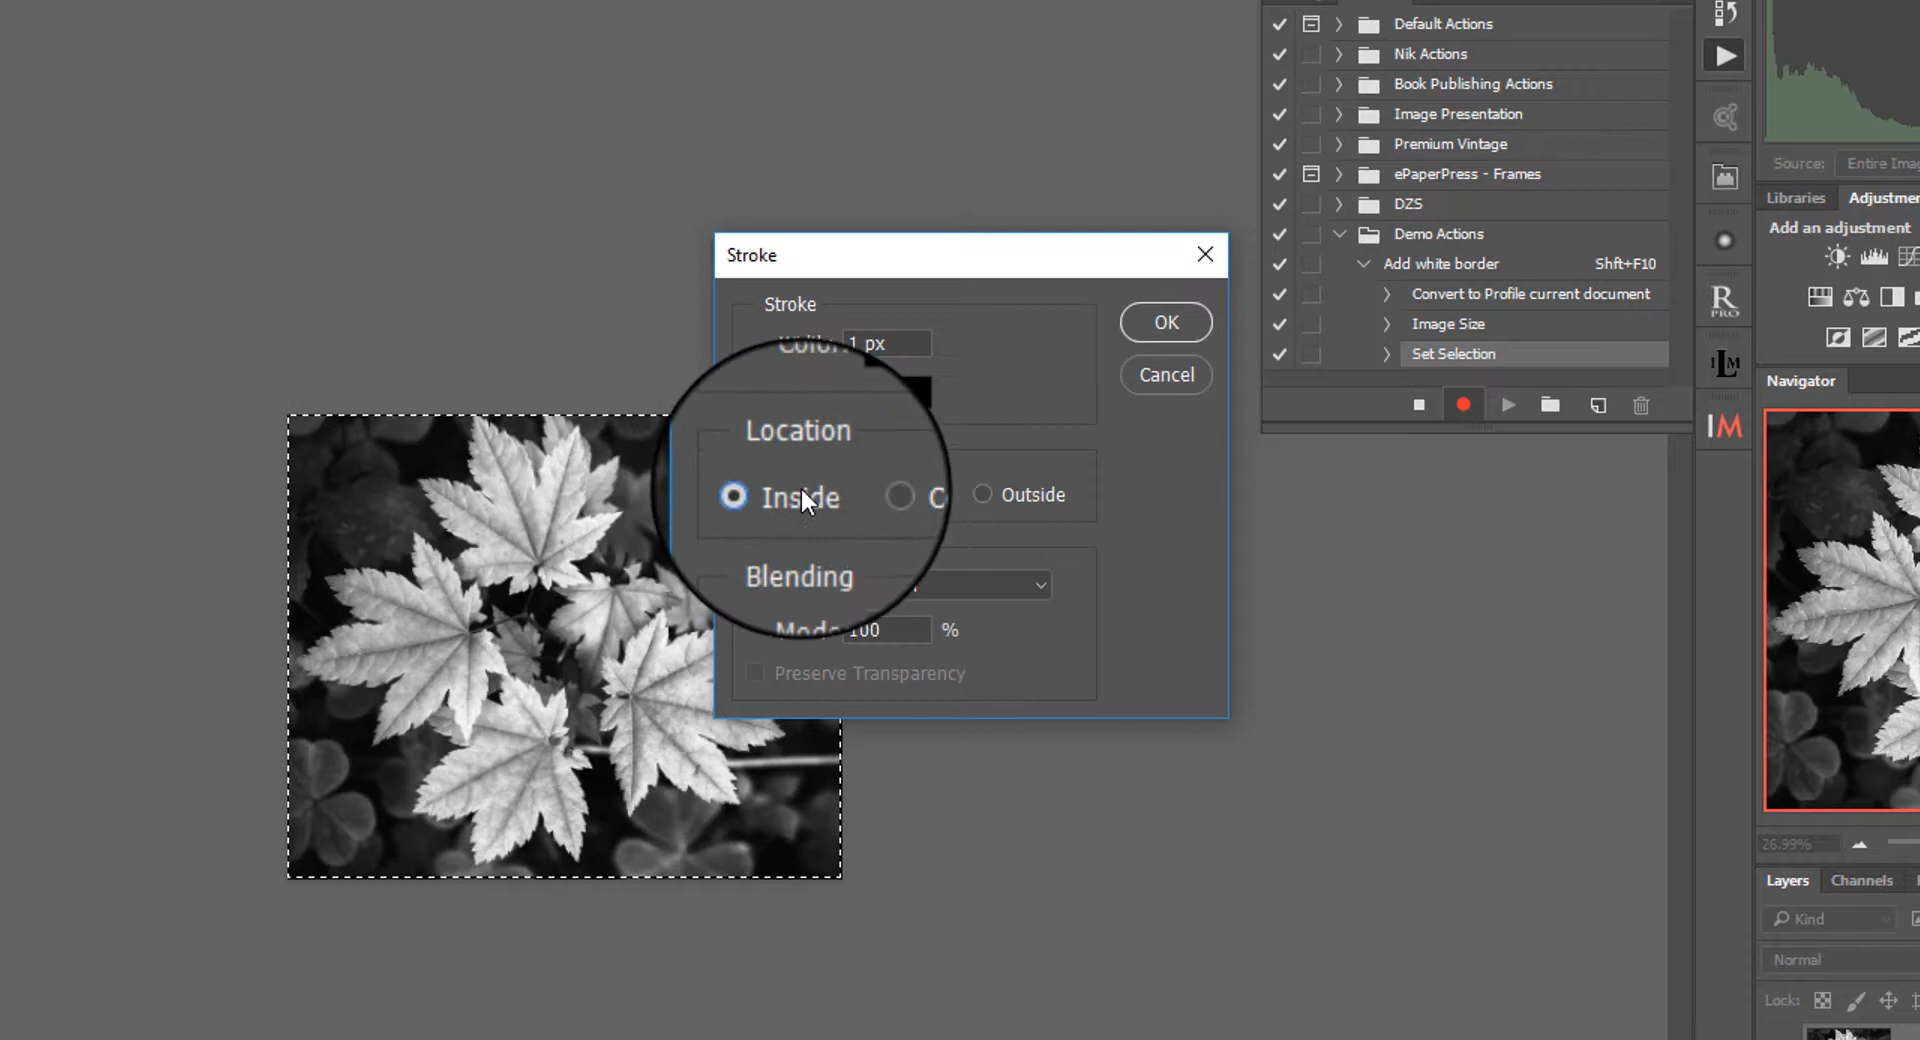 Default Actions
Nik Actions
Book Publishing Actions
Image Presentation
Premium Vintage
ePaperPress - Frames
DZS
Demo Actions
Add white border Shft+F10
Convert to Profile current document
Image Size
Set Selection
Stroke
Stroke
Color: 1 px
OK
Cancel
Location
Inside
C
Outside
Blending
Mode
100 %
Preserve Transparency
Source:
Entire Imag
Libraries
Adjustmer
Add an adjustment
R
PRO
ILM
IM
Navigator
26.99%
Layers
Channels
Kind
Normal
Lock: